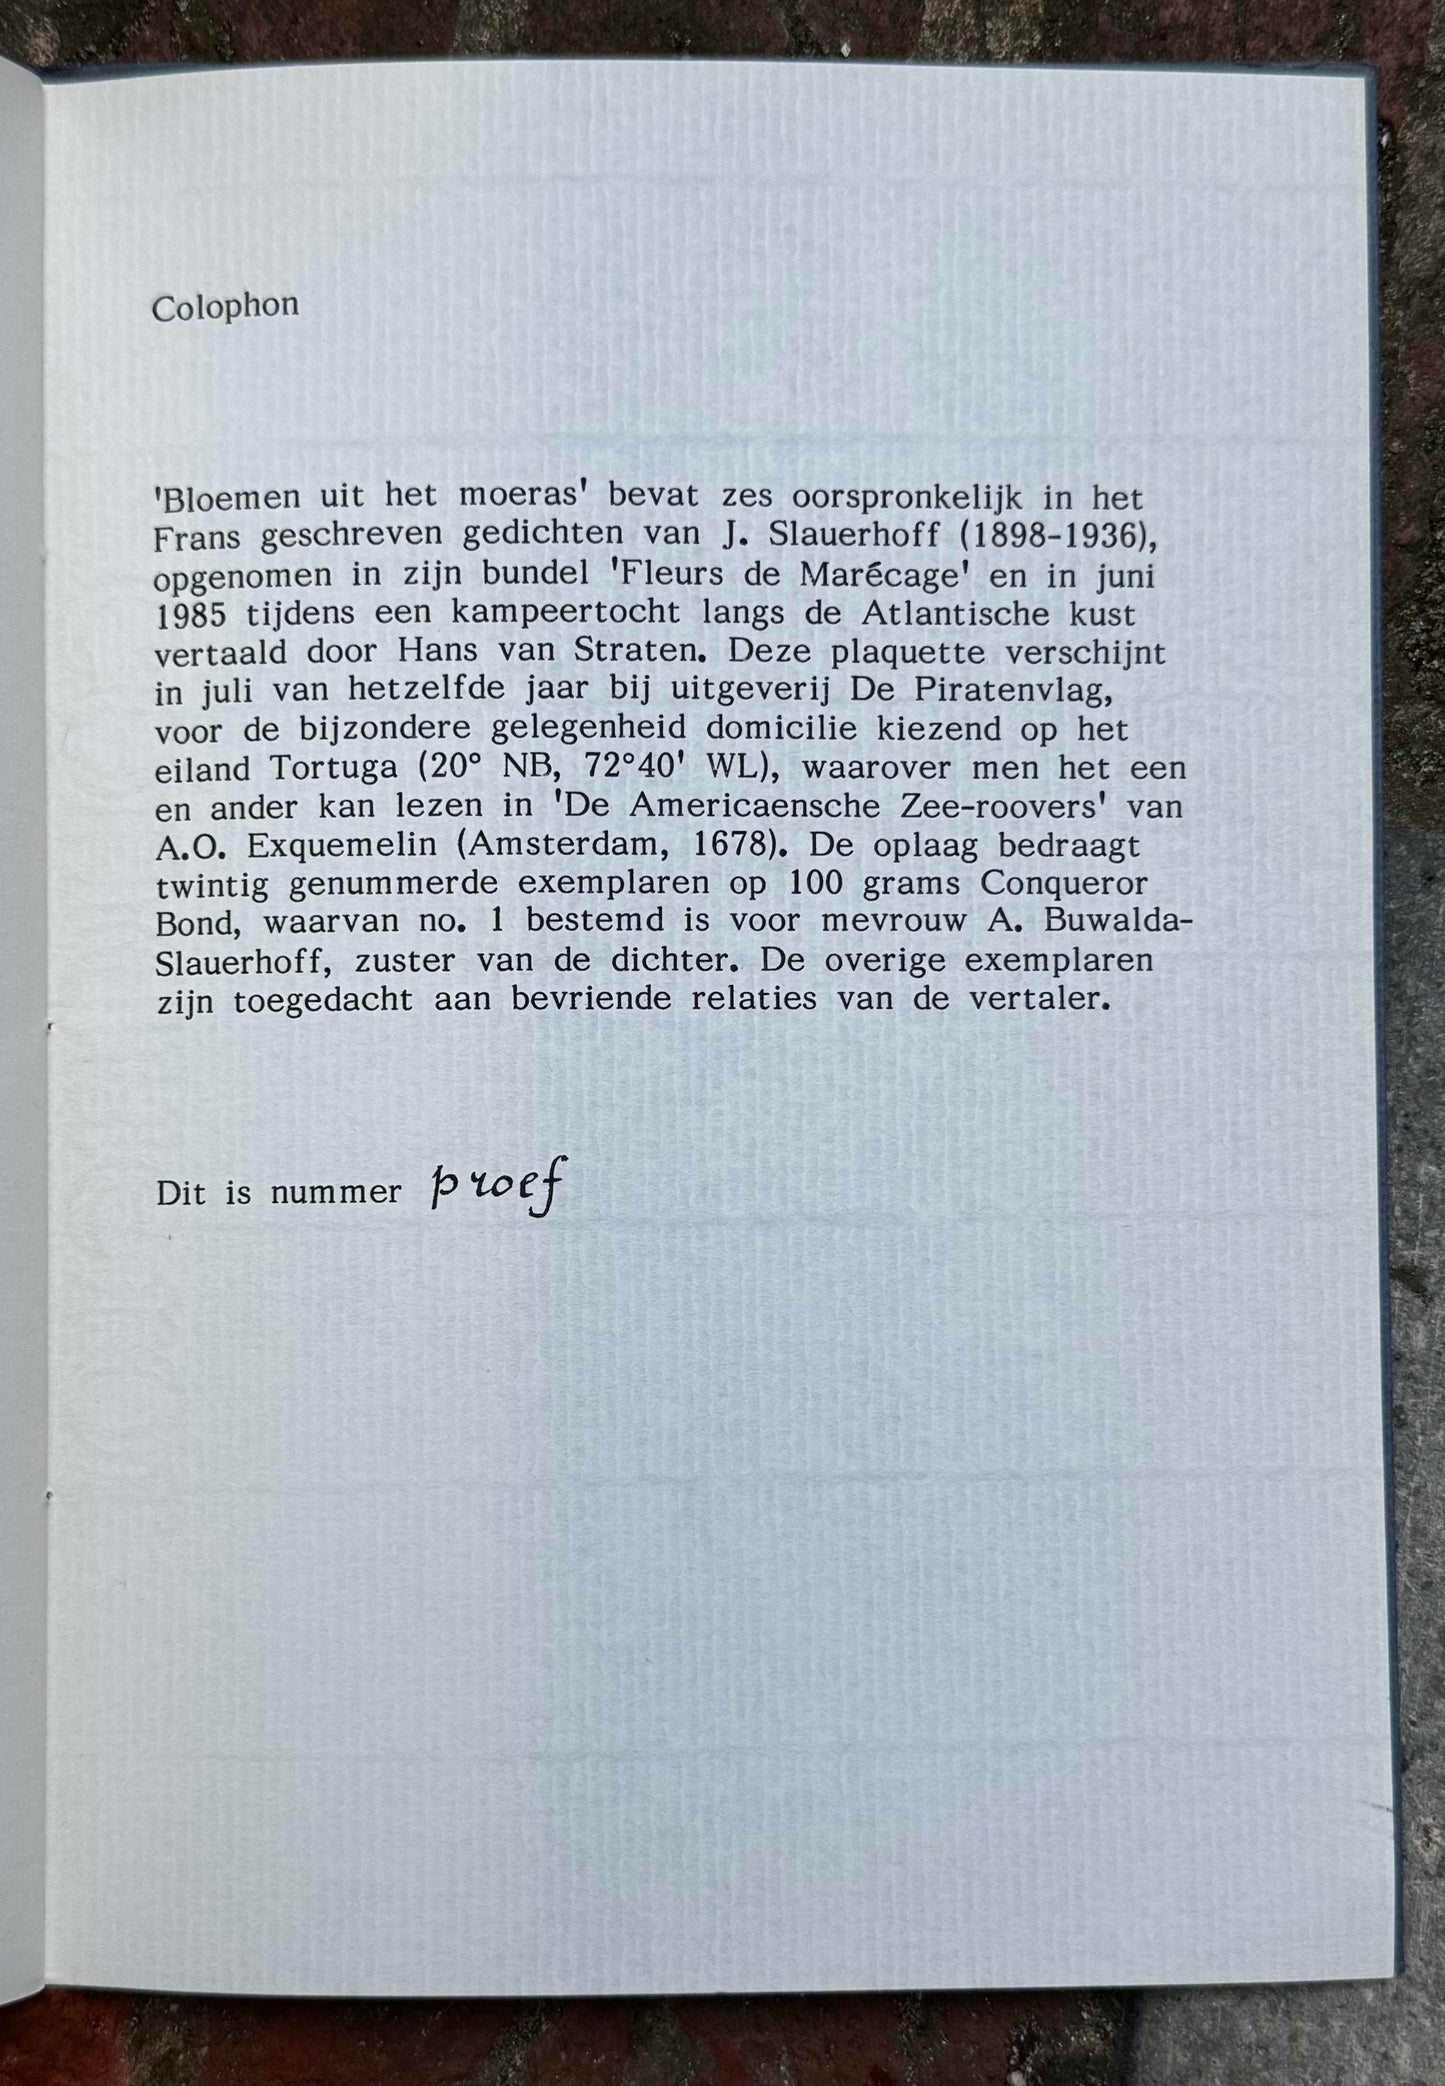 Colophon
'Bloemen uit het moeras' bevat zes oorspronkelijk in het
Frans geschreven gedichten van J. Slauerhoff (1898-1936),
opgenomen in zijn bundel 'Fleurs de Marécage' en in juni
1985 tijdens een kampeertocht langs de Atlantische kust
vertaald door Hans van Straten. Deze plaquette verschijnt
in juli van hetzelfde jaar bij uitgeverij De Piratenvlag,
voor de bijzondere gelegenheid domicilie kiezend op het
eiland Tortuga (20° NB, 72°40' WL), waarover men het een
en ander kan lezen in 'De Americaensche Zee-roovers' van
A.O. Exquemelin (Amsterdam, 1678). De oplaag bedraagt
twintig genummerde exemplaren op 100 grams Conqueror
Bond, waarvan no. 1 bestemd is voor mevrouw A. Buwalda-
Slauerhoff, zuster van de dichter. De overige exemplaren
zijn toegedacht aan bevriende relaties van de vertaler.
Dit is nummer proef